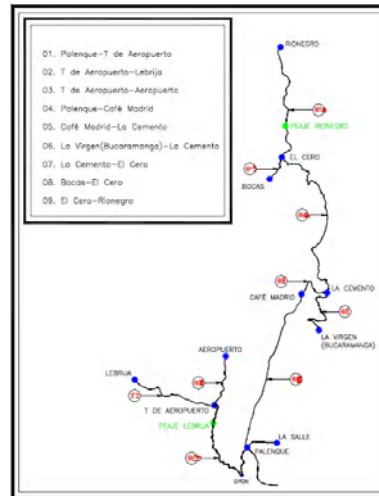 01. Palenque-T de Aeropuerto
02. T de Aeropuerto-Lebrija
03. T de Aeropuerto-Aeropuerto
04. Palenque-Café Madrid
05. Café Madrid-La Cemento
06. La Virgen(Bucaramanga)-La Cemento
07. La Cemento-El Cero
08. Bocas-El Cero
09. El Cero-Rionegro
RIONEGRO
PEAJE RIONEGRO
EL CERO
BOCAS
LA CEMENTO
CAFÉ MADRID
LA VIRGEN
(BUCARAMANGA)
AEROPUERTO
LEBRIJA
T DE AEROPUERTO
PEAJE LEBRIJA
LA SALLE
PALENQUE